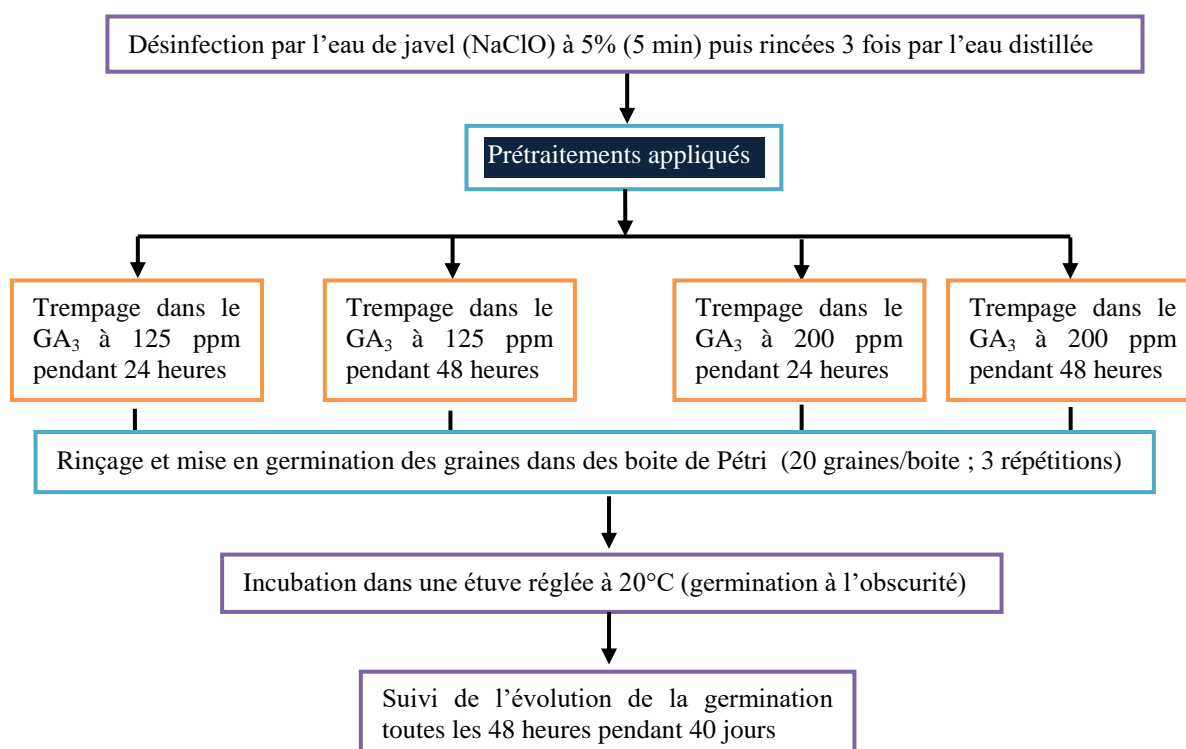 Désinfection par l’eau de javel (NaClO) à 5% (5 min) puis rincées 3 fois par l’eau distillée
Prétraitements appliqués
Trempage dans le
GA₃ à 125 ppm
pendant 24 heures
Trempage dans le
GA₃ à 125 ppm
pendant 48 heures
Trempage dans le
GA₃ à 200 ppm
pendant 24 heures
Trempage dans le
GA₃ à 200 ppm
pendant 48 heures
Rinçage et mise en germination des graines dans des boite de Pétri (20 graines/boite ; 3 répétitions)
Incubation dans une étuve réglée à 20°C (germination à l’obscurité)
Suivi de l’évolution de la germination
toutes les 48 heures pendant 40 jours